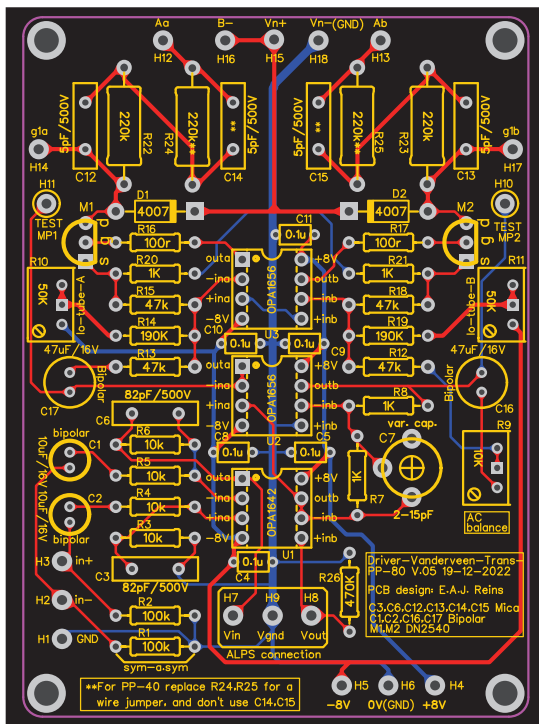 Aa
B-
Vn+
Vn-(GND)
Ab
H12
H16
H15
H18
H13
5pF/500V
220k
R22
220k**
R24
**
5pF/500V
5pF/500V
**
220k**
R25
220k
R23
5pF/500V
g1a
H14
C12
C14
C15
C13
g1b
H17
H11
TEST
MP1
M1
D1
4007
D2
4007
M2
H10
TEST
MP2
d
g
s
d
g
s
R16
100r
R20
1K
R15
47k
R14
190K
R13
47k
C11
0.1u
R17
100r
R21
1K
R18
47k
R19
190K
R12
47k
R10
50K
Io-tube-A
R11
50K
Io-tube-B
outa
-ina
+ina
-8V
OPA1656
+8V
outb
-inb
+inb
U3
C10
0.1u
0.1u
C9
47uF/16V
Bipolar
C17
47uF/16V
Bipolar
C16
outa
-ina
+ina
-8V
OPA1656
+8V
outb
-inb
+inb
U2
82pF/500V
C6
R6
10k
R5
10k
R4
10k
R3
10k
C3
82pF/500V
bipolar
C1
10uF/16V
C2
10uF/16V
bipolar
C8
0.1u
C5
0.1u
R8
1K
var. cap.
C7
1K
R7
2-15pF
R9
10K
AC
balance
outa
-ina
+ina
-8V
OPA1642
+8V
outb
-inb
+inb
U1
0.1u
C4
R26
470K
H3
in+
H2
in-
H1
GND
R2
100k
R1
100k
sym-a.sym
H7
H9
H8
Vin
Vgnd
Vout
ALPS connection
Driver-Vanderveen-Trans-
PP-80 V.05 19-12-2022
PCB design: E.A.J. Reins
C3,C6,C12,C13,C14,C15 Mica
C1,C2,C16,C17 Bipolar
M1,M2 DN2540
**For PP-40 replace R24,R25 for a
wire jumper, and don't use C14,C15
H5
H6
H4
-8V
0V(GND)
+8V